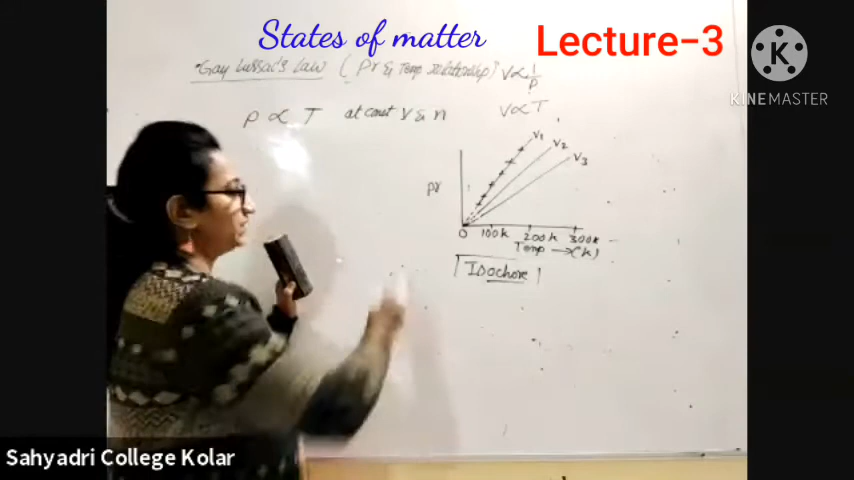 States of matter
Lecture-3
KINEMASTER
•Gay Lussac's Law ( Pr & Temp relationship) V∝1/P
P ∝ T at const V & n V∝T
V1
V2
V3
Pr
0 100k 200k 300k
Temp →(k)
Isochore
Sahyadri College Kolar